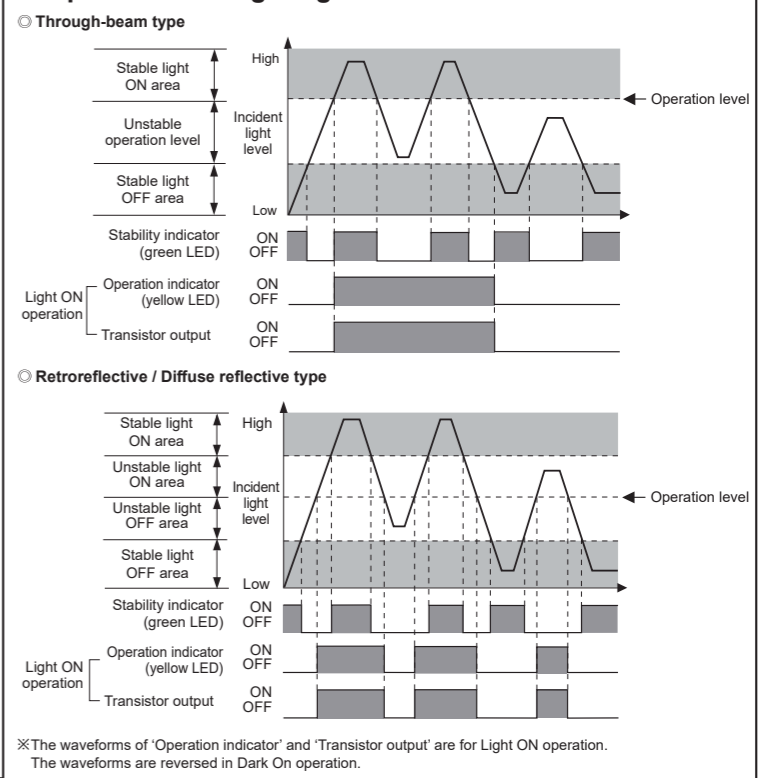 ◎ Through-beam type
High
Stable light
ON area
Operation level
Unstable
operation level
Incident
light
level
Stable light
OFF area
Low
Stability indicator
(green LED)
ON
OFF
Light ON
operation
Operation indicator
(yellow LED)
ON
OFF
Transistor output
ON
OFF
◎ Retroreflective / Diffuse reflective type
Stable light
ON area
High
Unstable light
ON area
Incident
light
level
Operation level
Unstable light
OFF area
Stable light
OFF area
Low
Stability indicator
(green LED)
ON
OFF
Light ON
operation
Operation indicator
(yellow LED)
ON
OFF
Transistor output
ON
OFF
※The waveforms of ‘Operation indicator’ and ‘Transistor output’ are for Light ON operation.
The waveforms are reversed in Dark On operation.